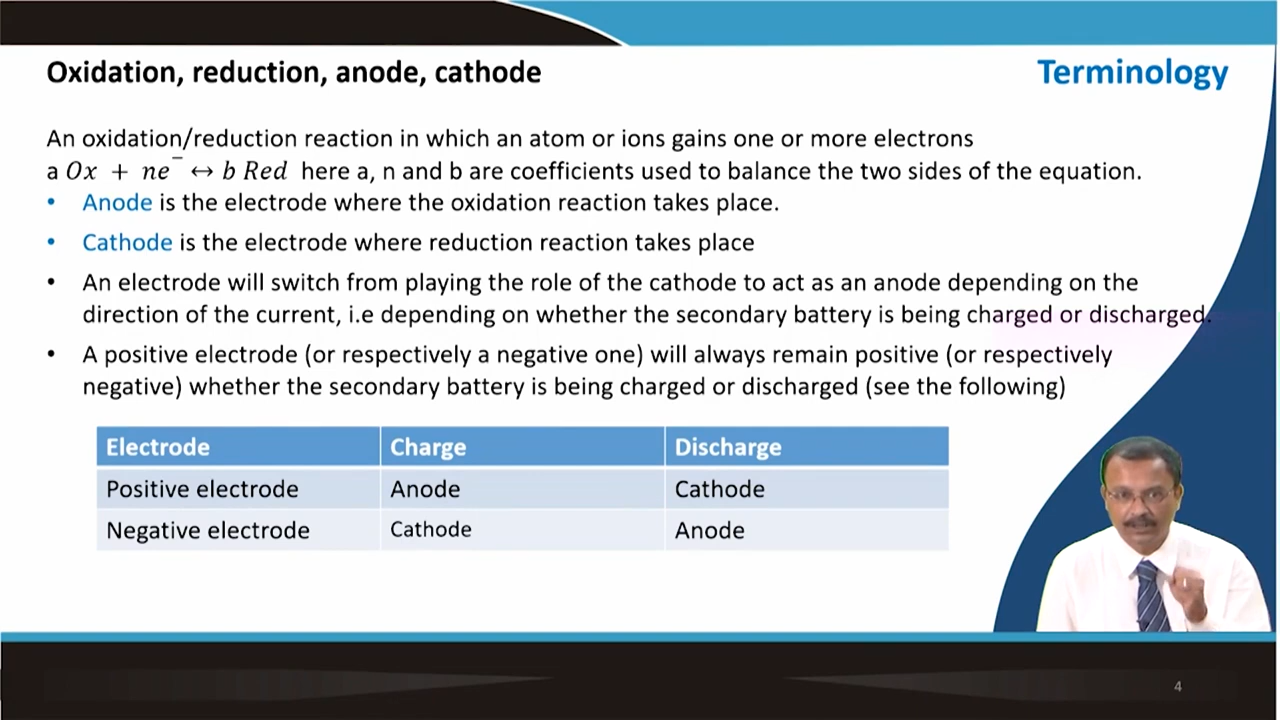 Oxidation, reduction, anode, cathode
Terminology
An oxidation/reduction reaction in which an atom or ions gains one or more electrons
a Ox + ne⁻ ↔ b Red here a, n and b are coefficients used to balance the two sides of the equation.
• Anode is the electrode where the oxidation reaction takes place.
• Cathode is the electrode where reduction reaction takes place
• An electrode will switch from playing the role of the cathode to act as an anode depending on the
direction of the current, i.e depending on whether the secondary battery is being charged or discharged.
• A positive electrode (or respectively a negative one) will always remain positive (or respectively
negative) whether the secondary battery is being charged or discharged (see the following)
Electrode Charge Discharge
Positive electrode Anode Cathode
Negative electrode Cathode Anode
4